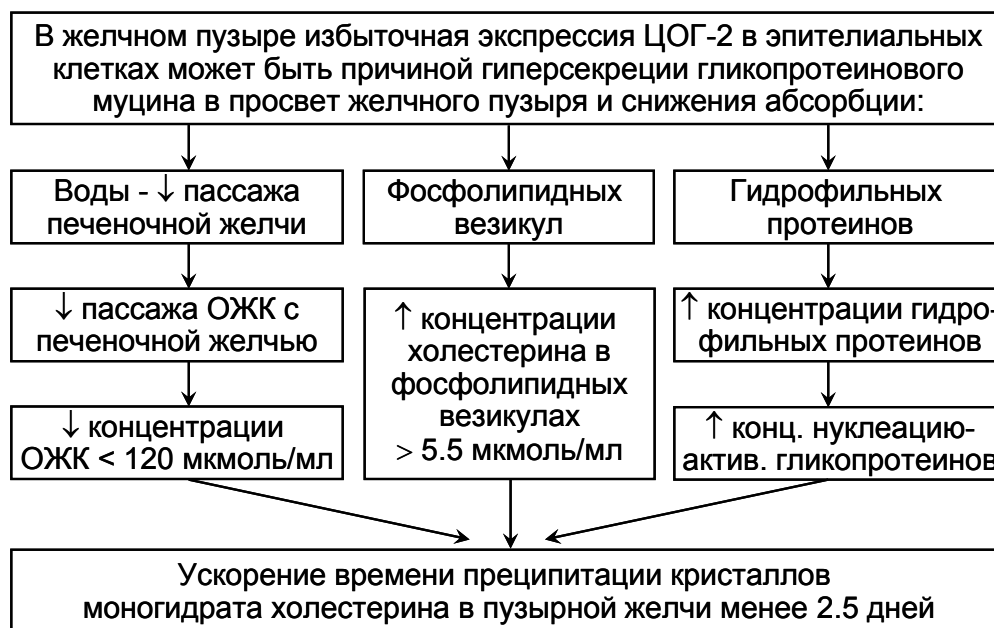 В желчном пузыре избыточная экспрессия ЦОГ-2 в эпителиальных
клетках может быть причиной гиперсекреции гликопротеинового
муцина в просвет желчного пузыря и снижения абсорбции:
Воды - ↓ пассажа
печеночной желчи
↓ пассажа ОЖК с
печеночной желчью
↓ концентрации
ОЖК < 120 мкмоль/мл
Фосфолипидных
везикул
↑ концентрации
холестерина в
фосфолипидных
везикулах
> 5.5 мкмоль/мл
Гидрофильных
протеинов
↑ концентрации гидро-
фильных протеинов
↑ конц. нуклеацию-
актив. гликопротеинов
Ускорение времени преципитации кристаллов
моногидрата холестерина в пузырной желчи менее 2.5 дней